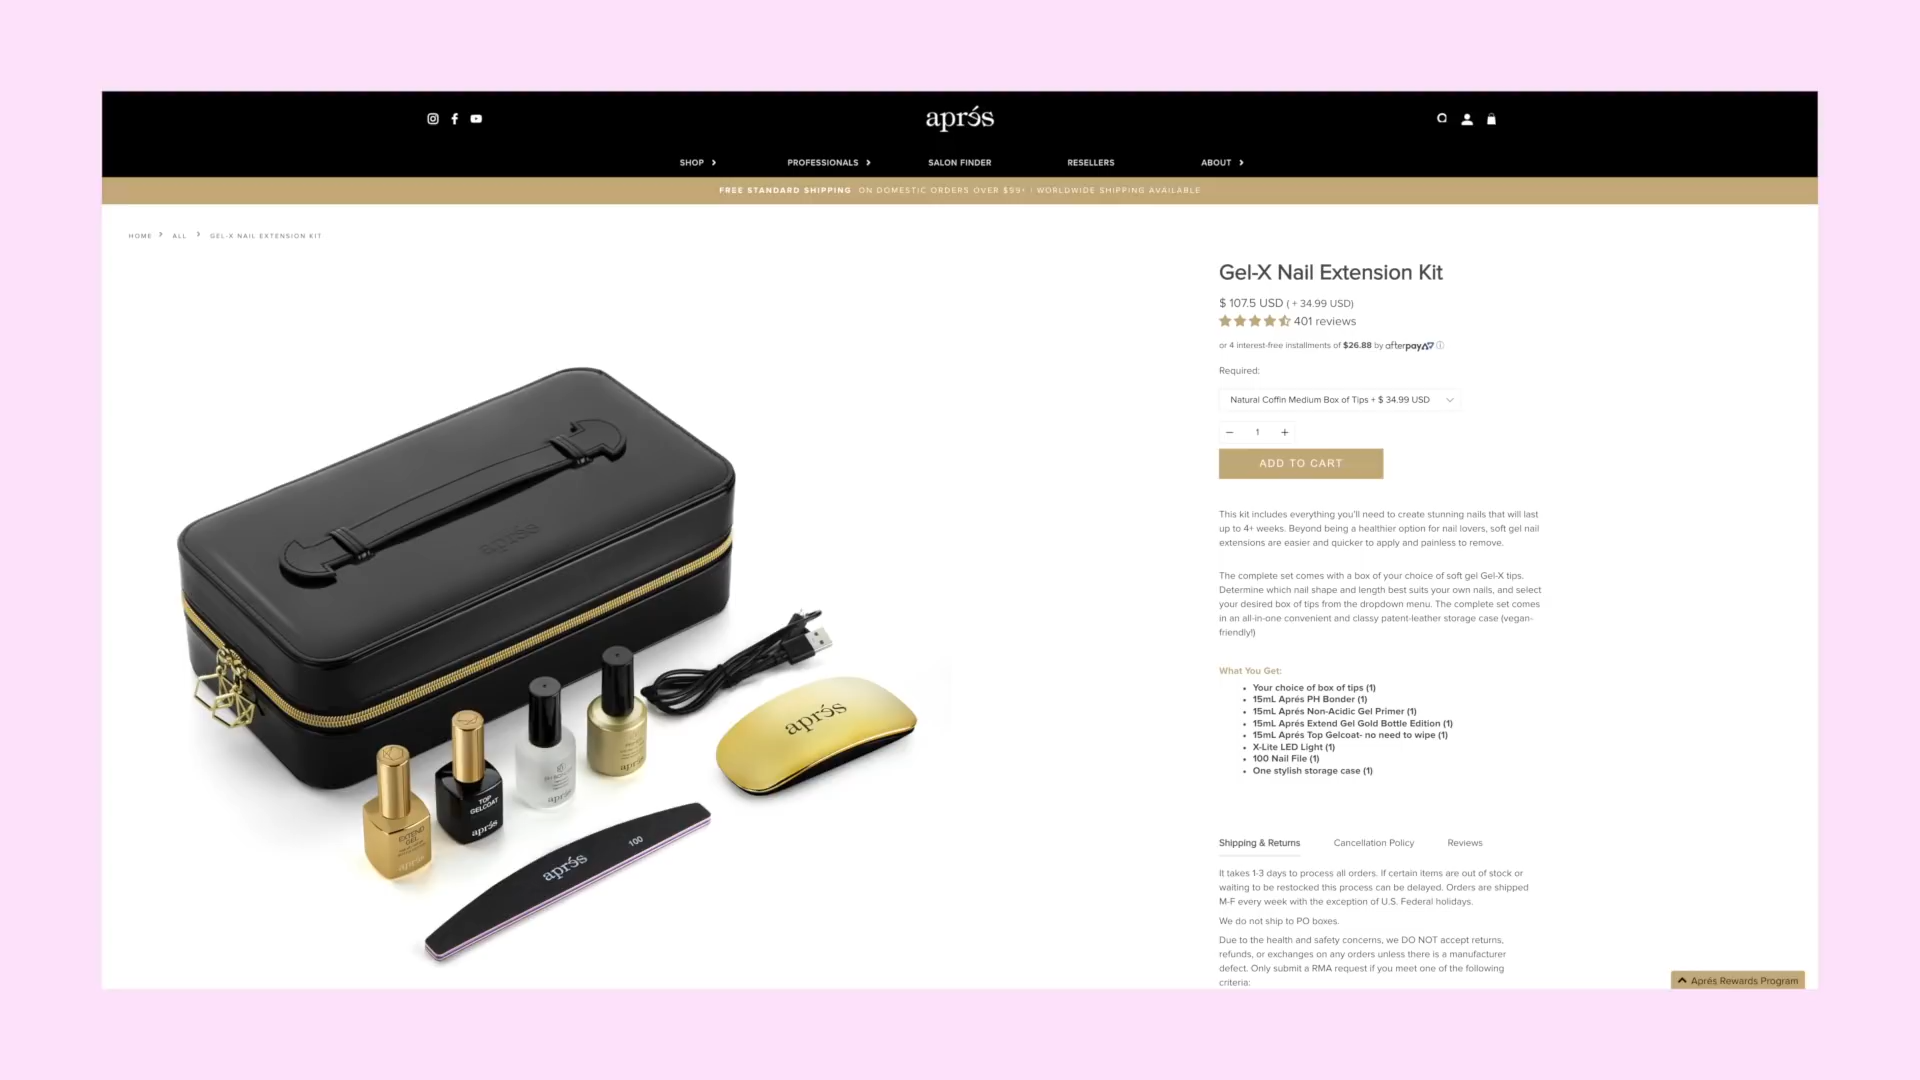 aprés
SHOP
PROFESSIONALS
SALON FINDER
RESELLERS
ABOUT
FREE STANDARD SHIPPING ON DOMESTIC ORDERS OVER $59+ | WORLDWIDE SHIPPING AVAILABLE
HOME > ALL > GEL-X NAIL EXTENSION KIT
Gel-X Nail Extension Kit
$ 107.5 USD ( + 34.99 USD)
401 reviews
or 4 interest-free installments of $26.88 by afterpay
Required:
Natural Coffin Medium Box of Tips + $ 34.99 USD
− 1 +
ADD TO CART
This kit includes everything you'll need to create stunning nails that will last
up to 4+ weeks. Beyond being a healthier option for nail lovers, soft gel nail
extensions are easier and quicker to apply and painless to remove.
The complete set comes with a box of your choice of soft gel Gel-X tips.
Determine which nail shape and length best suits your own nails, and select
your desired box of tips from the dropdown menu. The complete set comes
in an all-in-one convenient and classy patent-leather storage case (vegan-
friendly!)
What You Get:
Your choice of box of tips (1)
15mL Aprés PH Bonder (1)
15mL Aprés Non-Acidic Gel Primer (1)
15mL Aprés Extend Gel Gold Bottle Edition (1)
15mL Aprés Top Gelcoat- no need to wipe (1)
X-Lite LED Light (1)
100 Nail File (1)
One stylish storage case (1)
Shipping & Returns
Cancellation Policy
Reviews
It takes 1-3 days to process all orders. If certain items are out of stock or
waiting to be restocked this process can be delayed. Orders are shipped
M-F every week with the exception of U.S. Federal holidays.
We do not ship to PO boxes.
Due to the health and safety concerns, we DO NOT accept returns,
refunds, or exchanges on any orders unless there is a manufacturer
defect. Only submit a RMA request if you meet one of the following
criteria:
Aprés Rewards Program
aprés
aprés
EXTEND
GEL
aprés
TOP
GELCOAT
aprés
aprés
aprés
aprés
100